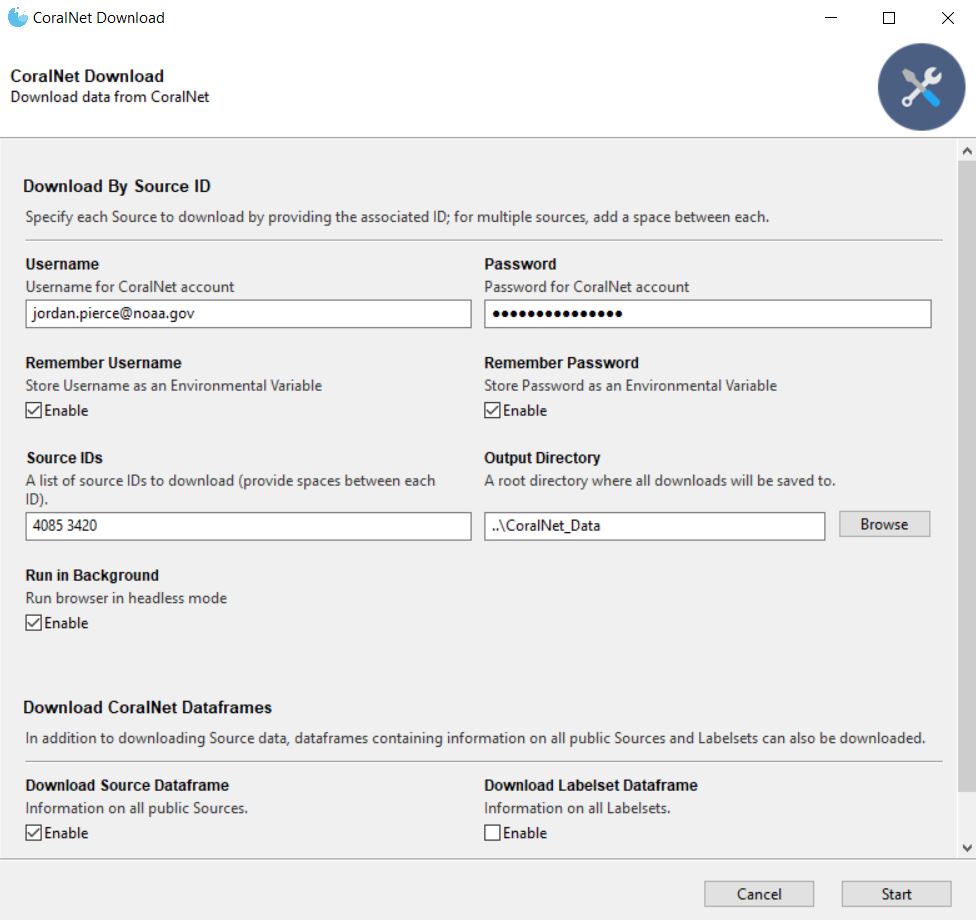 CoralNet Download
CoralNet Download
Download data from CoralNet
Download By Source ID
Specify each Source to download by providing the associated ID; for multiple sources, add a space between each.
Username
Username for CoralNet account
jordan.pierce@noaa.gov
Password
Password for CoralNet account
●●●●●●●●●●●●●●●
Remember Username
Store Username as an Environmental Variable
Enable
Remember Password
Store Password as an Environmental Variable
Enable
Source IDs
A list of source IDs to download (provide spaces between each
ID).
4085 3420
Output Directory
A root directory where all downloads will be saved to.
..\CoralNet_Data
Browse
Run in Background
Run browser in headless mode
Enable
Download CoralNet Dataframes
In addition to downloading Source data, dataframes containing information on all public Sources and Labelsets can also be downloaded.
Download Source Dataframe
Information on all public Sources.
Enable
Download Labelset Dataframe
Information on all Labelsets.
Enable
Cancel
Start